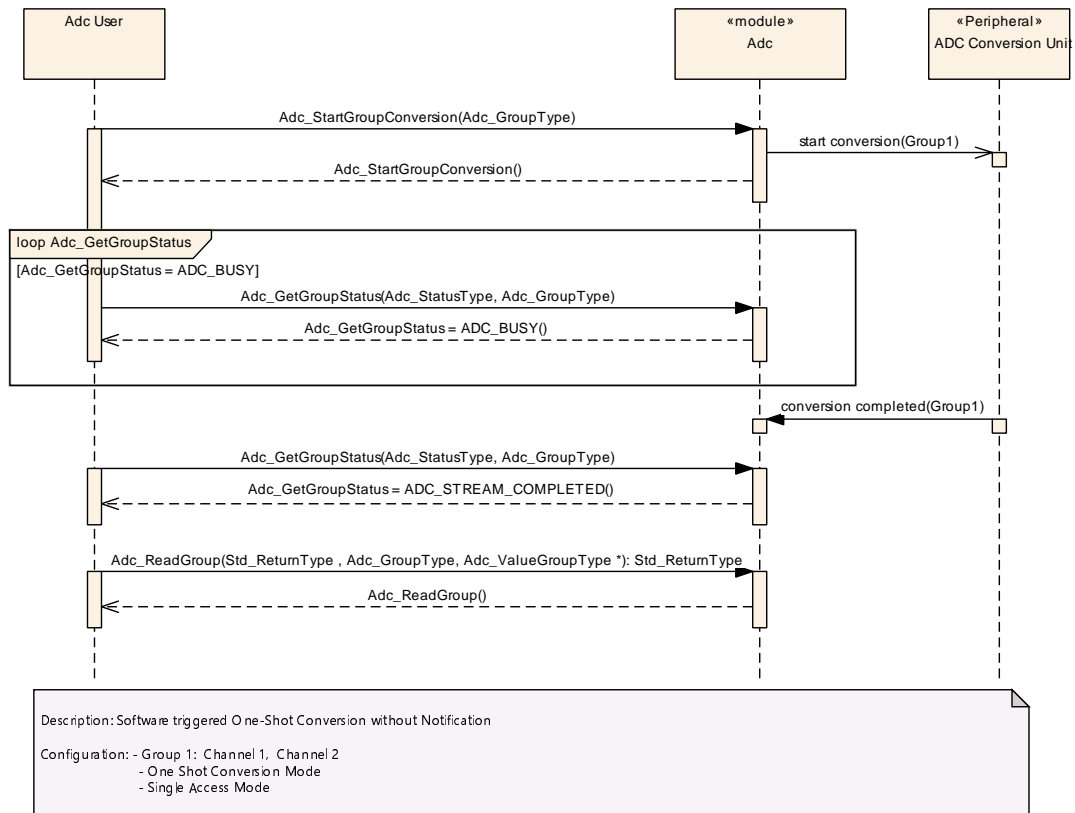 Adc User
«module»
Adc
«Peripheral»
ADC Conversion Unit
Adc_StartGroupConversion(Adc_GroupType)
start conversion(Group1)
Adc_StartGroupConversion()
loop Adc_GetGroupStatus
[Adc_GetGroupStatus = ADC_BUSY]
Adc_GetGroupStatus(Adc_StatusType, Adc_GroupType)
Adc_GetGroupStatus = ADC_BUSY()
conversion completed(Group1)
Adc_GetGroupStatus(Adc_StatusType, Adc_GroupType)
Adc_GetGroupStatus = ADC_STREAM_COMPLETED()
Adc_ReadGroup(Std_ReturnType , Adc_GroupType, Adc_ValueGroupType *): Std_ReturnType
Adc_ReadGroup()
Description: Software triggered One-Shot Conversion without Notification
Configuration: - Group 1: Channel 1, Channel 2
- One Shot Conversion Mode
- Single Access Mode